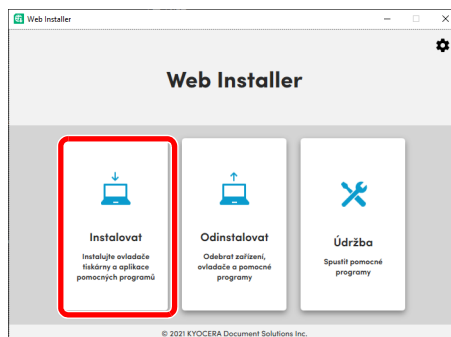 Web Installer
Web Installer
Instalovat
Instalujte ovladače
tiskárny a aplikace
pomocných programů
Odinstalovat
Odebrat zařízení,
ovladače a pomocné
programy
Údržba
Spustit pomocné
programy
© 2021 KYOCERA Document Solutions Inc.